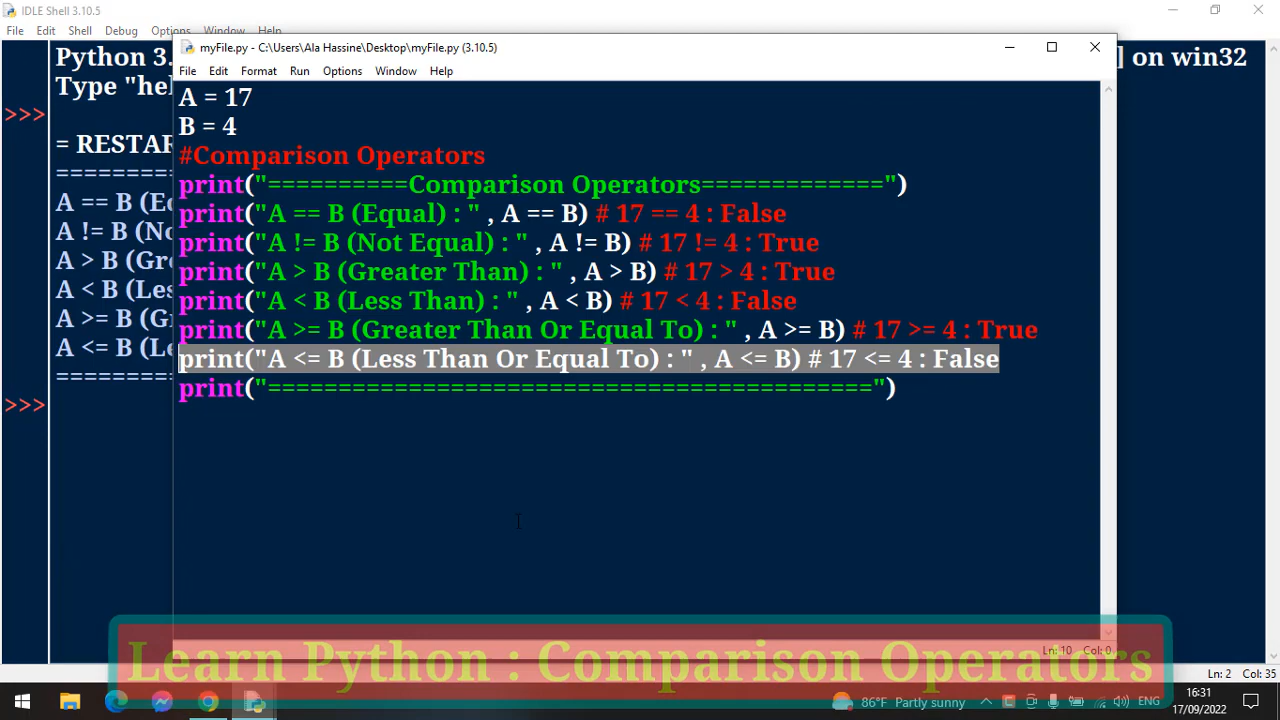 IDLE Shell 3.10.5
File Edit Shell Debug Options Window Help
Python 3. ] on win32
Type "hel
>>>
= RESTAR
==========
A == B (Eq
A != B (No
A > B (Gre
A < B (Les
A >= B (Gr
A <= B (Le
==========
>>>
myFile.py - C:\Users\Ala Hassine\Desktop\myFile.py (3.10.5)
File Edit Format Run Options Window Help
A = 17
B = 4
#Comparison Operators
print("==========Comparison Operators=============")
print("A == B (Equal) : " , A == B) # 17 == 4 : False
print("A != B (Not Equal) : " , A != B) # 17 != 4 : True
print("A > B (Greater Than) : " , A > B) # 17 > 4 : True
print("A < B (Less Than) : " , A < B) # 17 < 4 : False
print("A >= B (Greater Than Or Equal To) : " , A >= B) # 17 >= 4 : True
print("A <= B (Less Than Or Equal To) : " , A <= B) # 17 <= 4 : False
print("===========================================")
Ln: 10 Col: 0
Learn Python : Comparison Operators
Ln: 2 Col: 35
86°F Partly sunny
ENG
16:31
17/09/2022